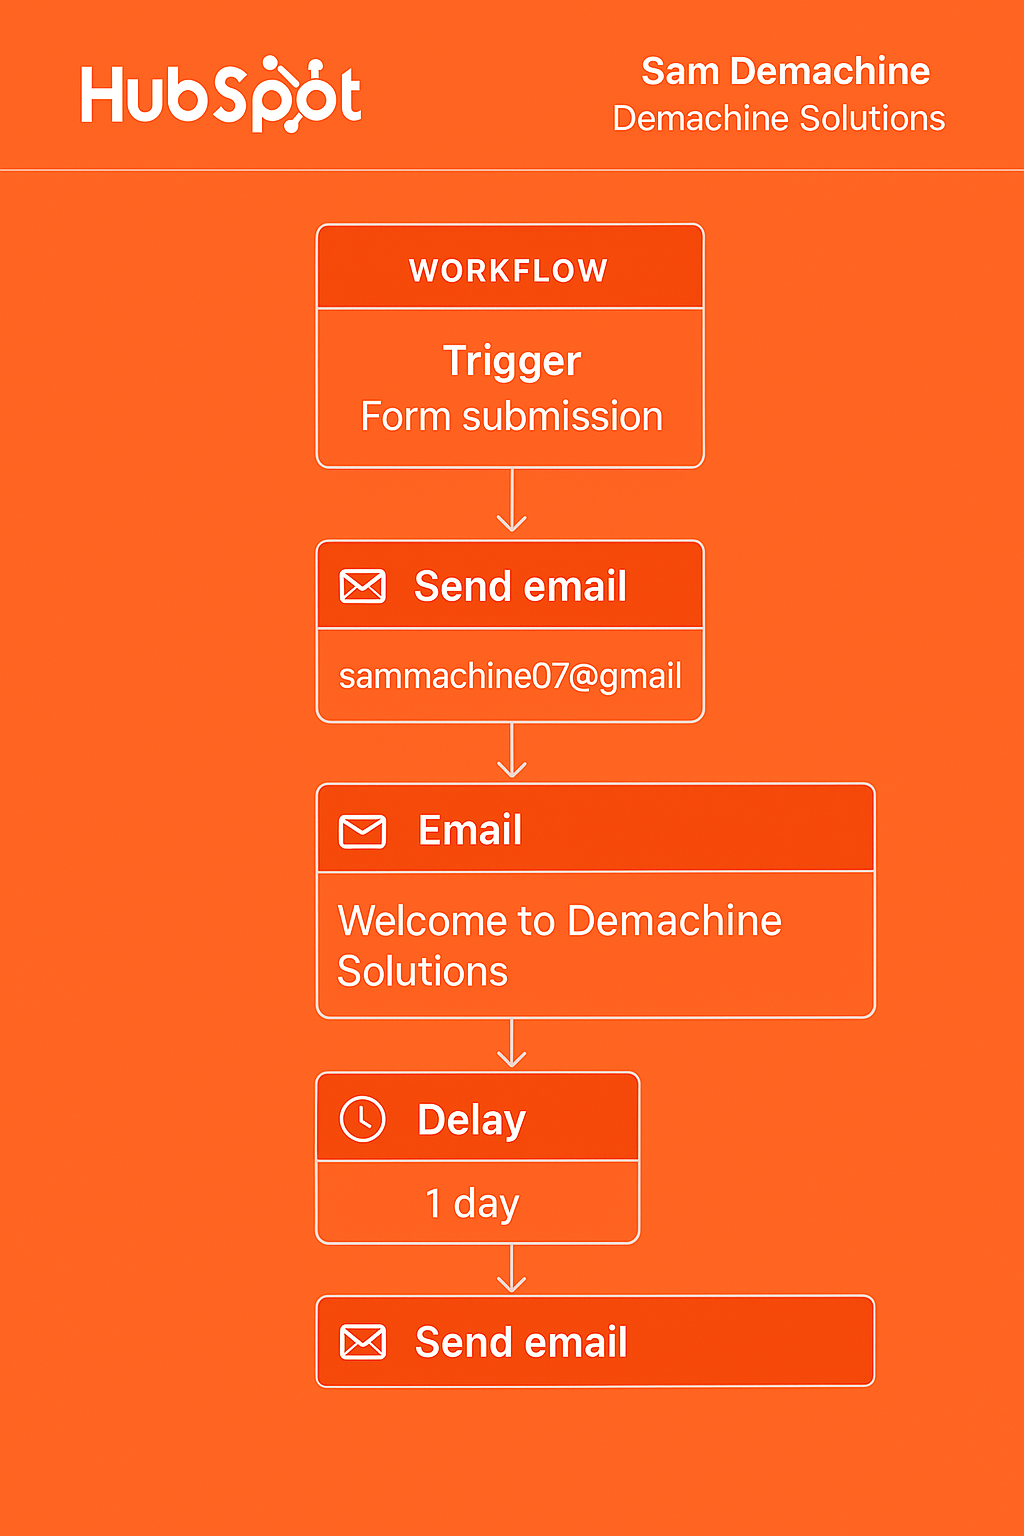 HubSpot
Sam Demachine
Demachine Solutions
WORKFLOW
Trigger
Form submission
Send email
sammachine07@gmail
Email
Welcome to Demachine
Solutions
Delay
1 day
Send email